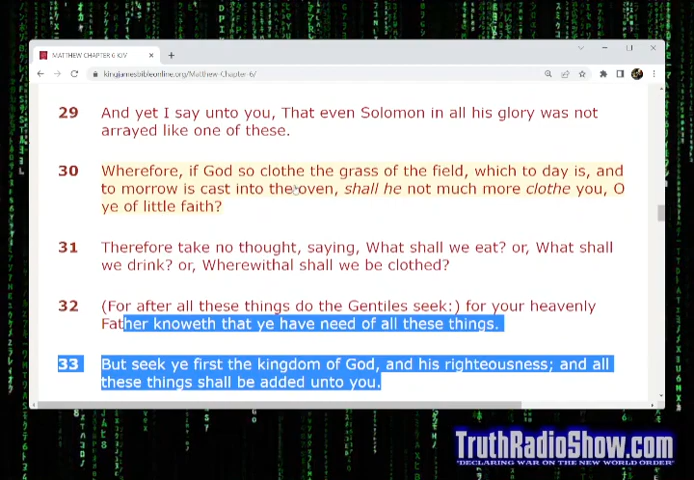 MATTHEW CHAPTER 6 KJV
kingjamesbibleonline.org/Matthew-Chapter-6/
29 And yet I say unto you, That even Solomon in all his glory was not
arrayed like one of these.
30 Wherefore, if God so clothe the grass of the field, which to day is, and
to morrow is cast into the oven, shall he not much more clothe you, O
ye of little faith?
31 Therefore take no thought, saying, What shall we eat? or, What shall
we drink? or, Wherewithal shall we be clothed?
32 (For after all these things do the Gentiles seek:) for your heavenly
Father knoweth that ye have need of all these things.
33 But seek ye first the kingdom of God, and his righteousness; and all
these things shall be added unto you.
TruthRadioShow.com
"DECLARING WAR ON THE NEW WORLD ORDER"